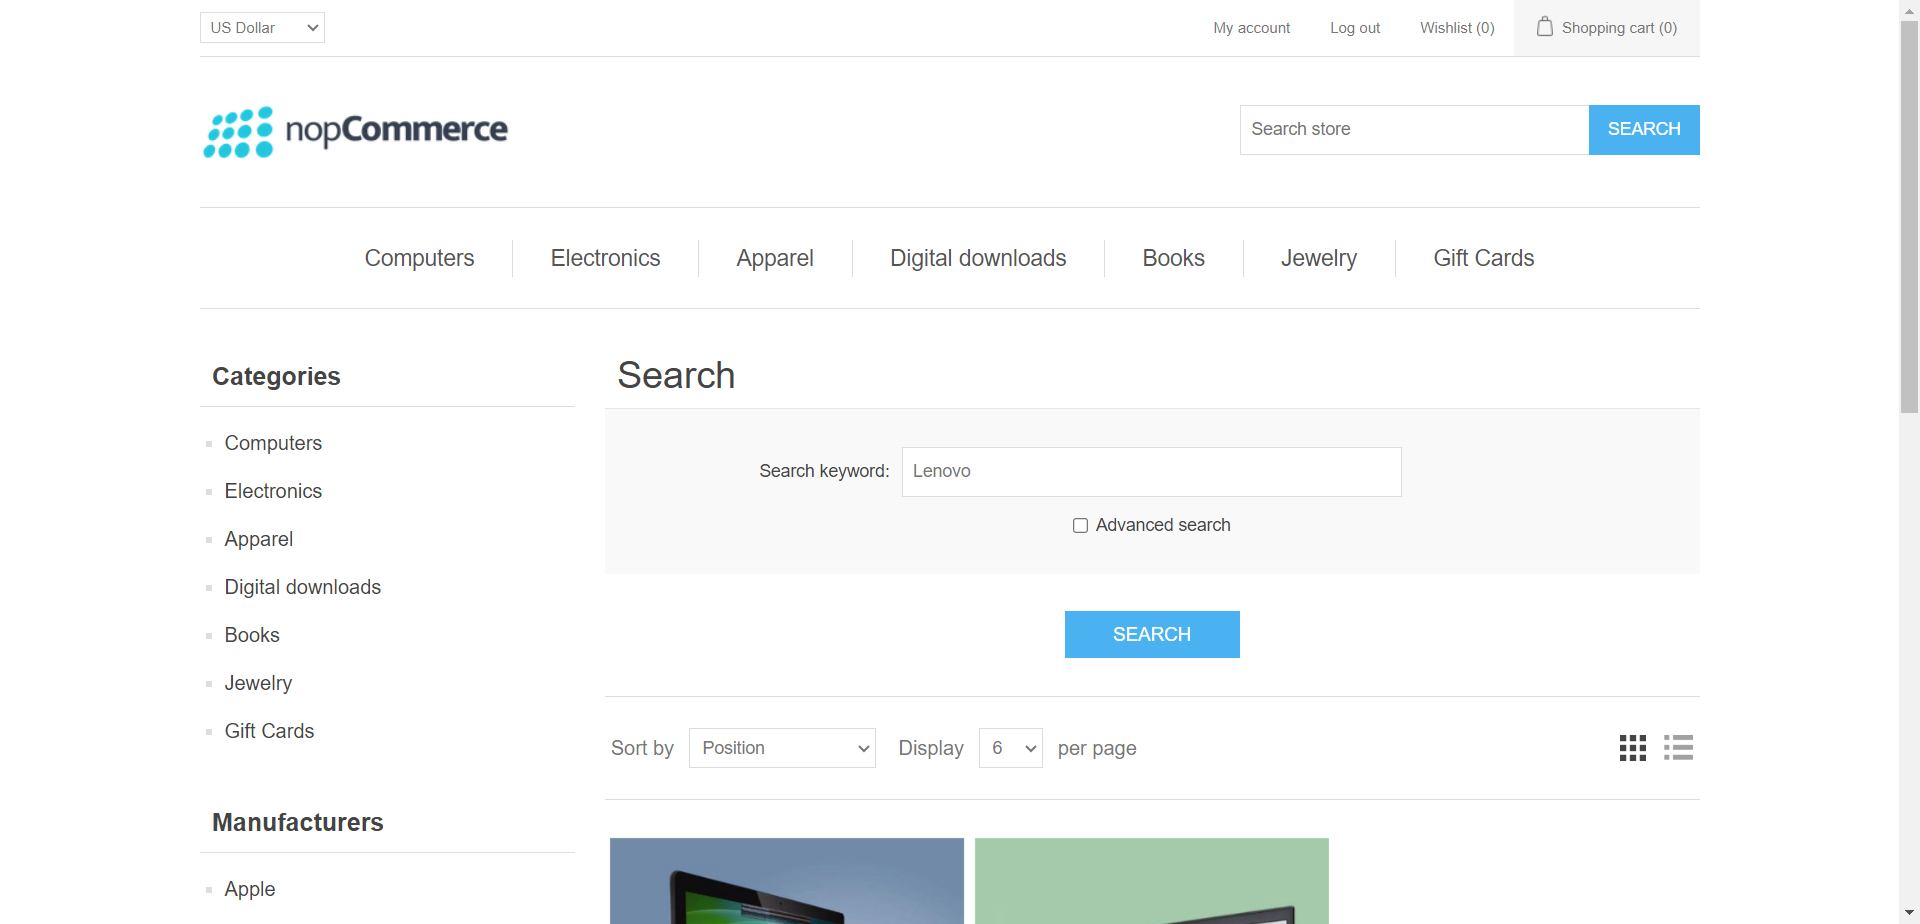 US Dollar
My account
Log out
Wishlist (0)
Shopping cart (0)
nopCommerce
Search store
SEARCH
Computers
Electronics
Apparel
Digital downloads
Books
Jewelry
Gift Cards
Categories
Computers
Electronics
Apparel
Digital downloads
Books
Jewelry
Gift Cards
Manufacturers
Apple
Search
Search keyword:
Lenovo
Advanced search
SEARCH
Sort by
Position
Display
6
per page